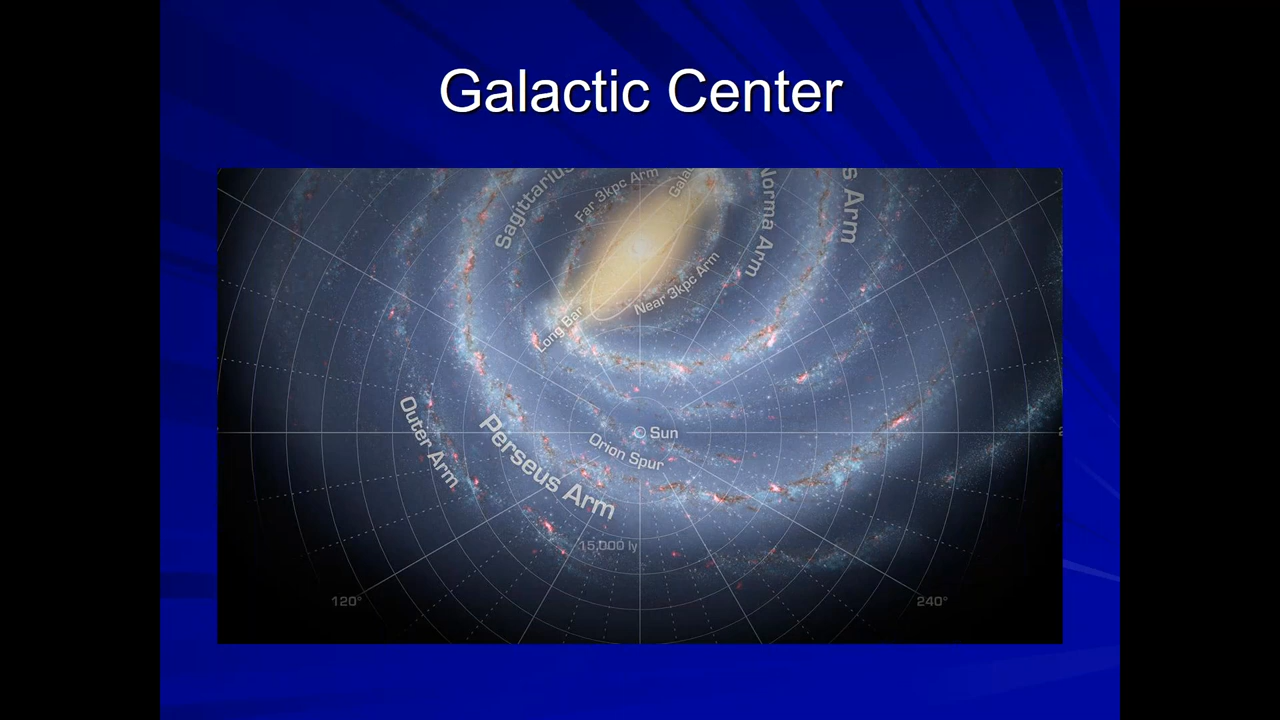 Galactic Center
Sagittarius
Far 3kpc Arm
Norma Arm
Arm
Near 3kpc Arm
Long Bar
Outer Arm
Perseus Arm
Orion Spur
Sun
15,000 ly
120°
240°